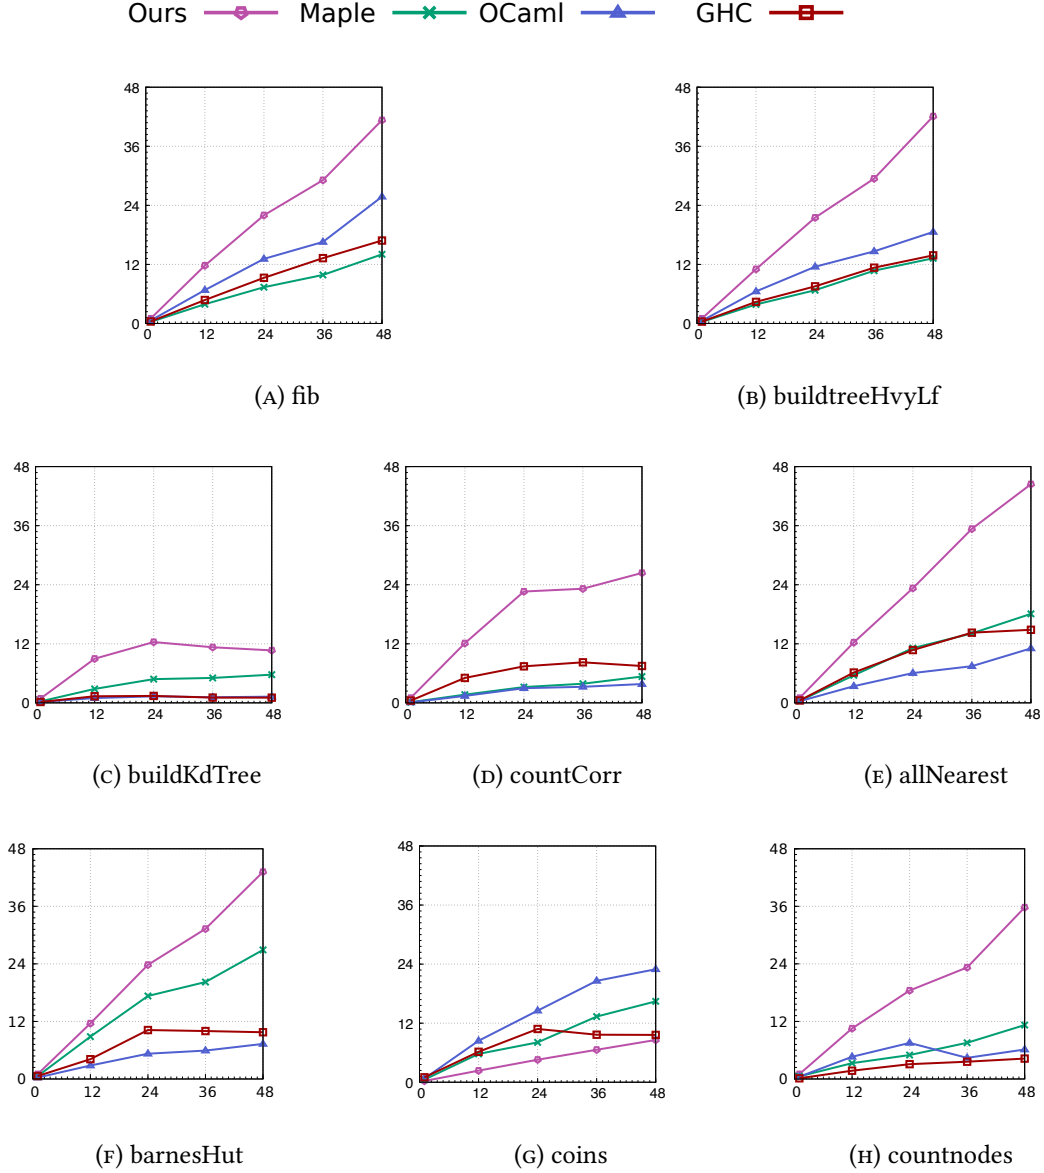 Ours Maple OCaml GHC
48
36
24
12
0
0 12 24 36 48
(A) fib
48
36
24
12
0
0 12 24 36 48
(B) buildtreeHvyLf
48
36
24
12
0
0 12 24 36 48
(C) buildKdTree
48
36
24
12
0
0 12 24 36 48
(D) countCorr
48
36
24
12
0
0 12 24 36 48
(E) allNearest
48
36
24
12
0
0 12 24 36 48
(F) barnesHut
48
36
24
12
0
0 12 24 36 48
(G) coins
48
36
24
12
0
0 12 24 36 48
(H) countnodes